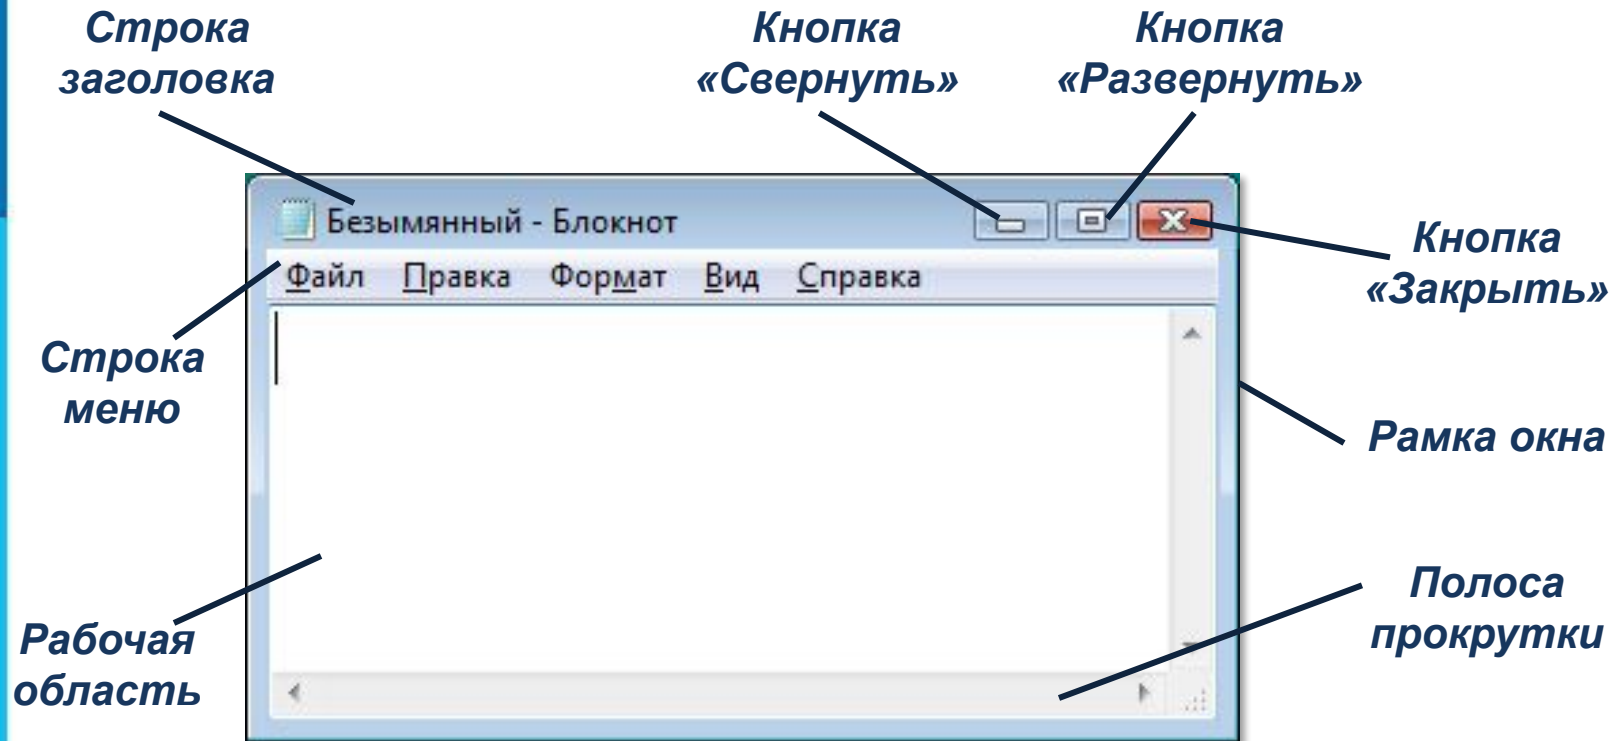 Строка
заголовка
Кнопка
«Свернуть»
Кнопка
«Развернуть»
Безымянный - Блокнот
Кнопка
«Закрыть»
Файл Правка Формат Вид Справка
Строка
меню
Рамка окна
Рабочая
область
Полоса
прокрутки